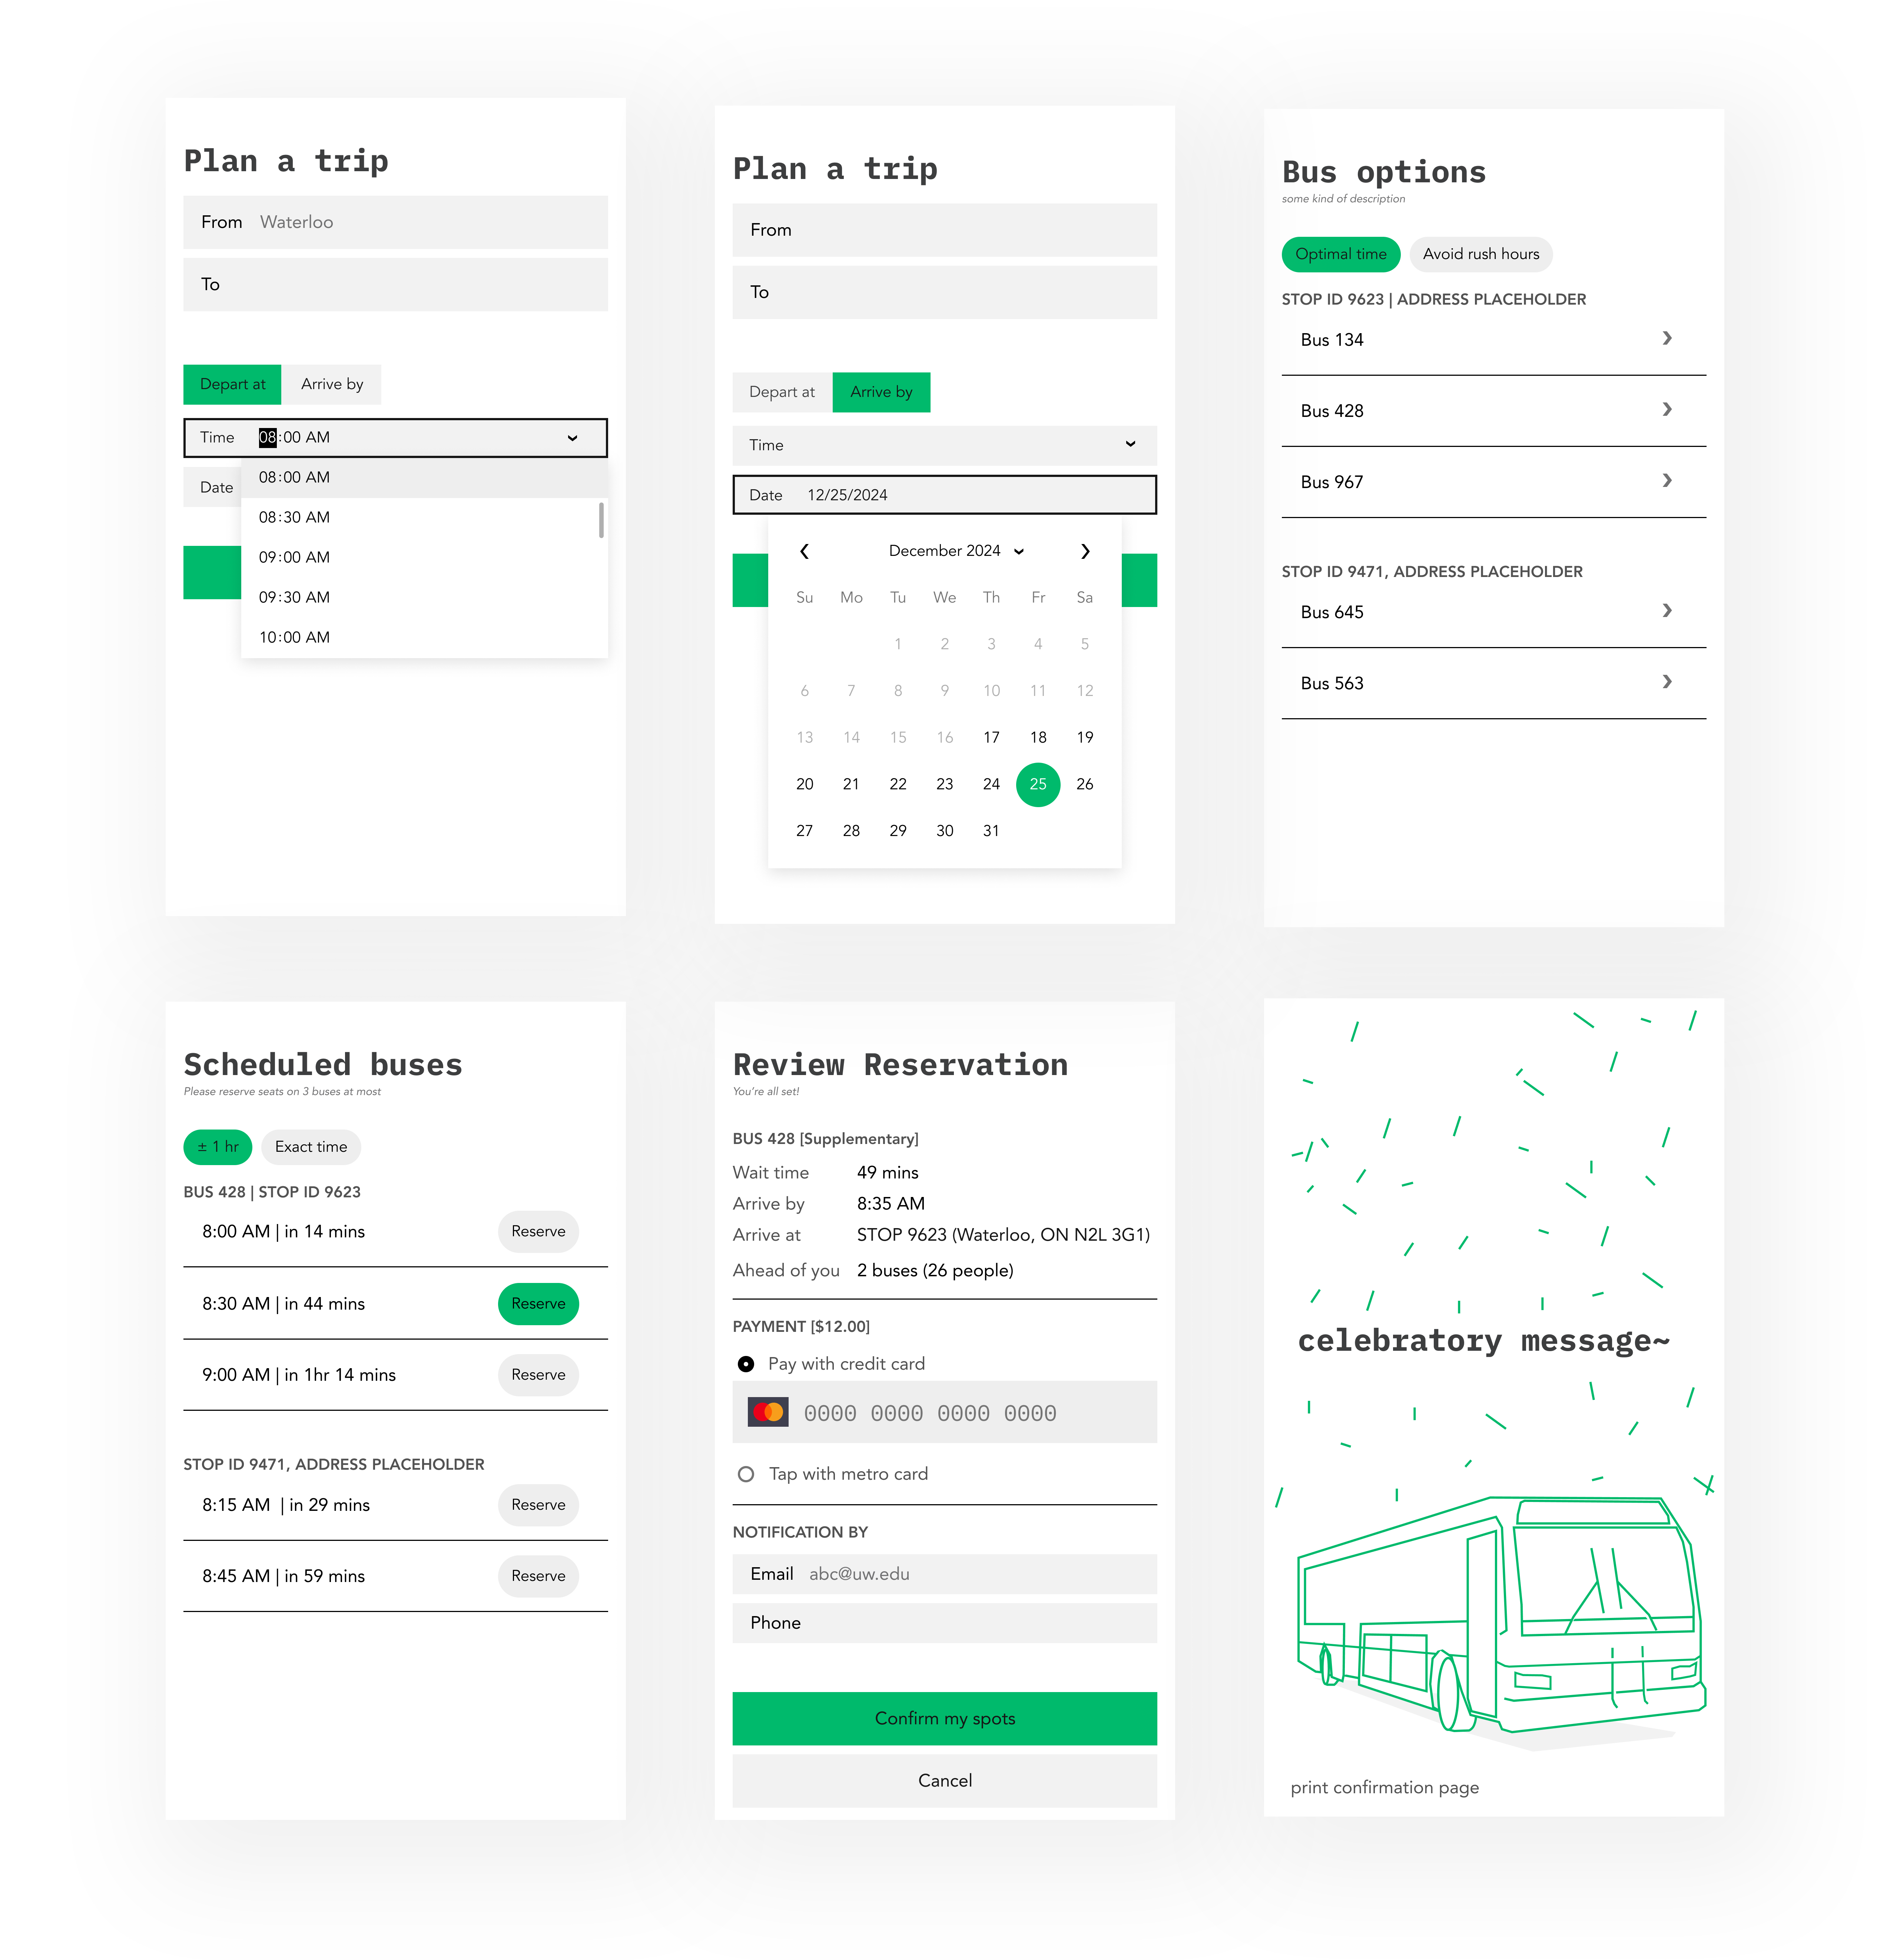 Plan a trip
From Waterloo
To
Depart at Arrive by
Time 08:00 AM
Date
08:00 AM
08:30 AM
09:00 AM
09:30 AM
10:00 AM
Plan a trip
From
To
Depart at Arrive by
Time
Date 12/25/2024
December 2024
Su Mo Tu We Th Fr Sa
1 2 3 4 5
6 7 8 9 10 11 12
13 14 15 16 17 18 19
20 21 22 23 24 25 26
27 28 29 30 31
Bus options
some kind of description
Optimal time Avoid rush hours
STOP ID 9623 | ADDRESS PLACEHOLDER
Bus 134
Bus 428
Bus 967
STOP ID 9471, ADDRESS PLACEHOLDER
Bus 645
Bus 563
Scheduled buses
Please reserve seats on 3 buses at most
± 1 hr Exact time
BUS 428 | STOP ID 9623
8:00 AM | in 14 mins Reserve
8:30 AM | in 44 mins Reserve
9:00 AM | in 1hr 14 mins Reserve
STOP ID 9471, ADDRESS PLACEHOLDER
8:15 AM | in 29 mins Reserve
8:45 AM | in 59 mins Reserve
Review Reservation
You're all set!
BUS 428 [Supplementary]
Wait time 49 mins
Arrive by 8:35 AM
Arrive at STOP 9623 (Waterloo, ON N2L 3G1)
Ahead of you 2 buses (26 people)
PAYMENT [$12.00]
Pay with credit card
0000 0000 0000 0000
Tap with metro card
NOTIFICATION BY
Email abc@uw.edu
Phone
Confirm my spots
Cancel
celebratory message~
print confirmation page